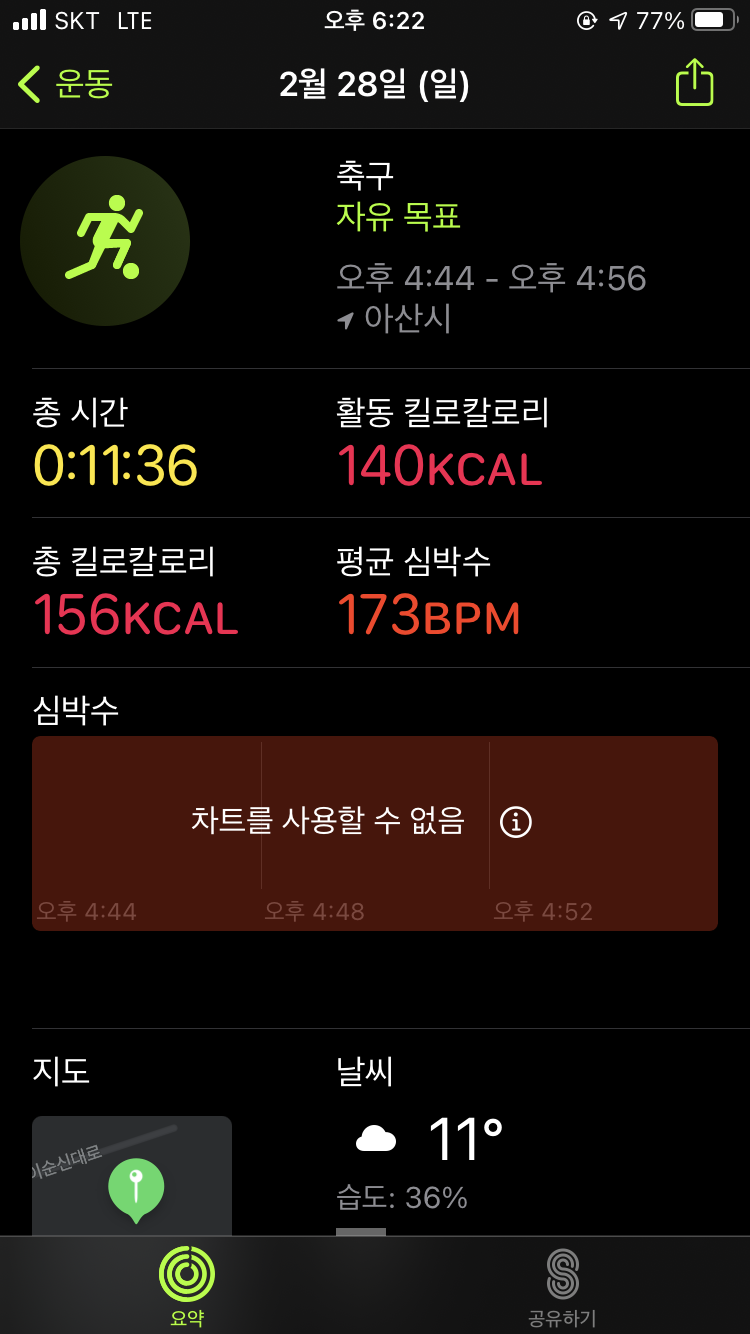 SKT LTE 오후 6:22 77%
운동 2월 28일 (일)
축구
자유 목표
오후 4:44 - 오후 4:56
아산시
총 시간 활동 킬로칼로리
0:11:36 140KCAL
총 킬로칼로리 평균 심박수
156KCAL 173BPM
심박수
차트를 사용할 수 없음
오후 4:44 오후 4:48 오후 4:52
지도 날씨
11°
이순신대로
습도: 36%
요약 공유하기